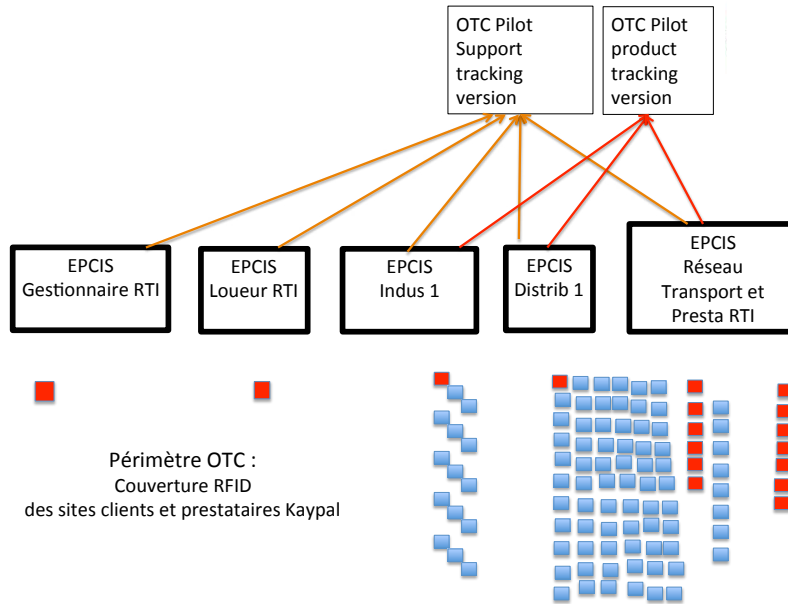 OTC Pilot
Support
tracking
version
OTC Pilot
product
tracking
version
EPCIS
Gestionnaire RTI
EPCIS
Loueur RTI
EPCIS
Indus 1
EPCIS
Distrib 1
EPCIS
Réseau
Transport et
Presta RTI
Périmètre OTC :
Couverture RFID
des sites clients et prestataires Kaypal